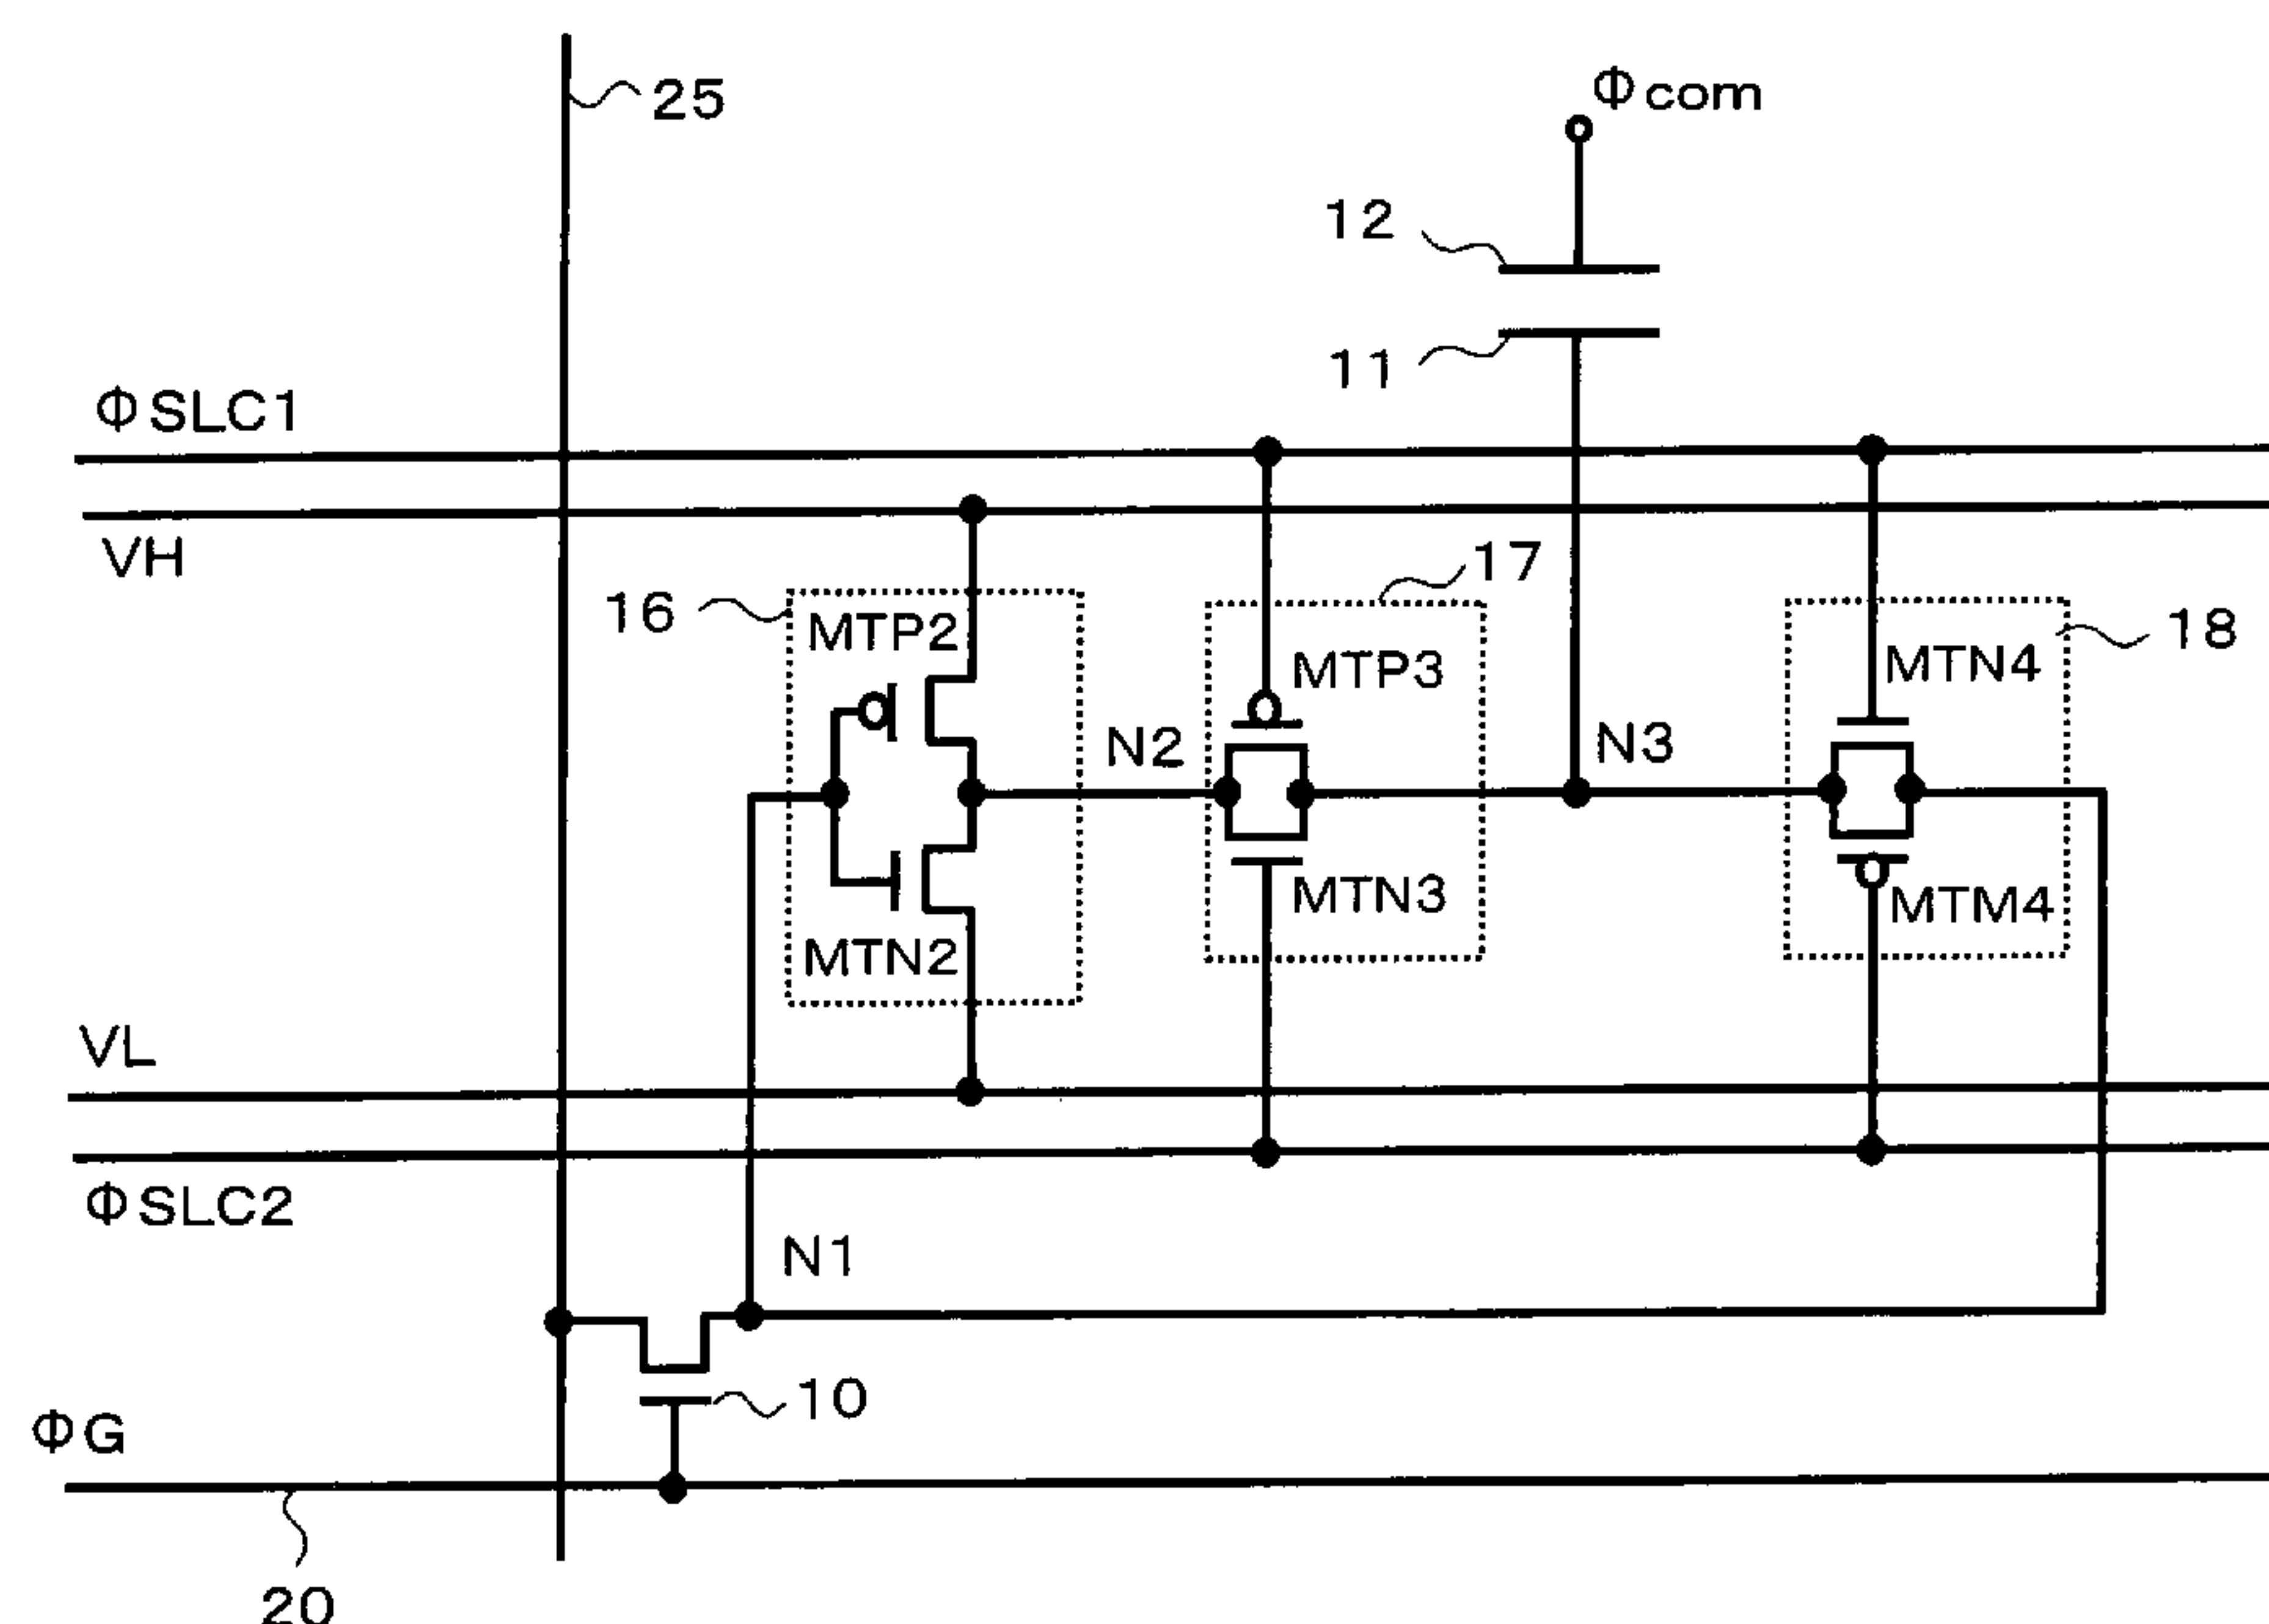 25
Φcom
12
11
ΦSLC1
VH
17
16
MTP2
18
MTP3
MTN4
N2
N3
MTN3
MTM4
MTN2
VL
ΦSLC2
N1
10
ΦG
20